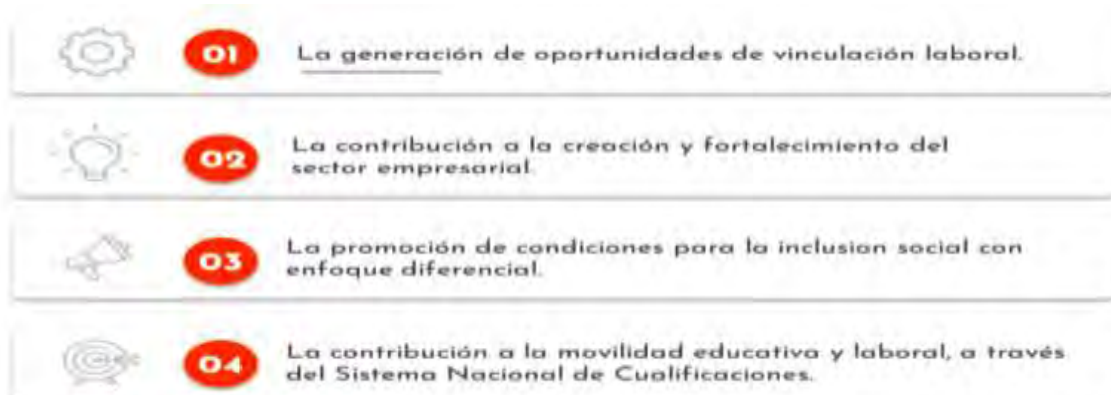 01 La generación de oportunidades de vinculación laboral.
02 La contribución a la creación y fortalecimiento del
sector empresarial.
03 La promoción de condiciones para la inclusion social con
enfoque diferencial.
04 La contribución a la movilidad educativa y laboral, a través
del Sistema Nacional de Cualificaciones.